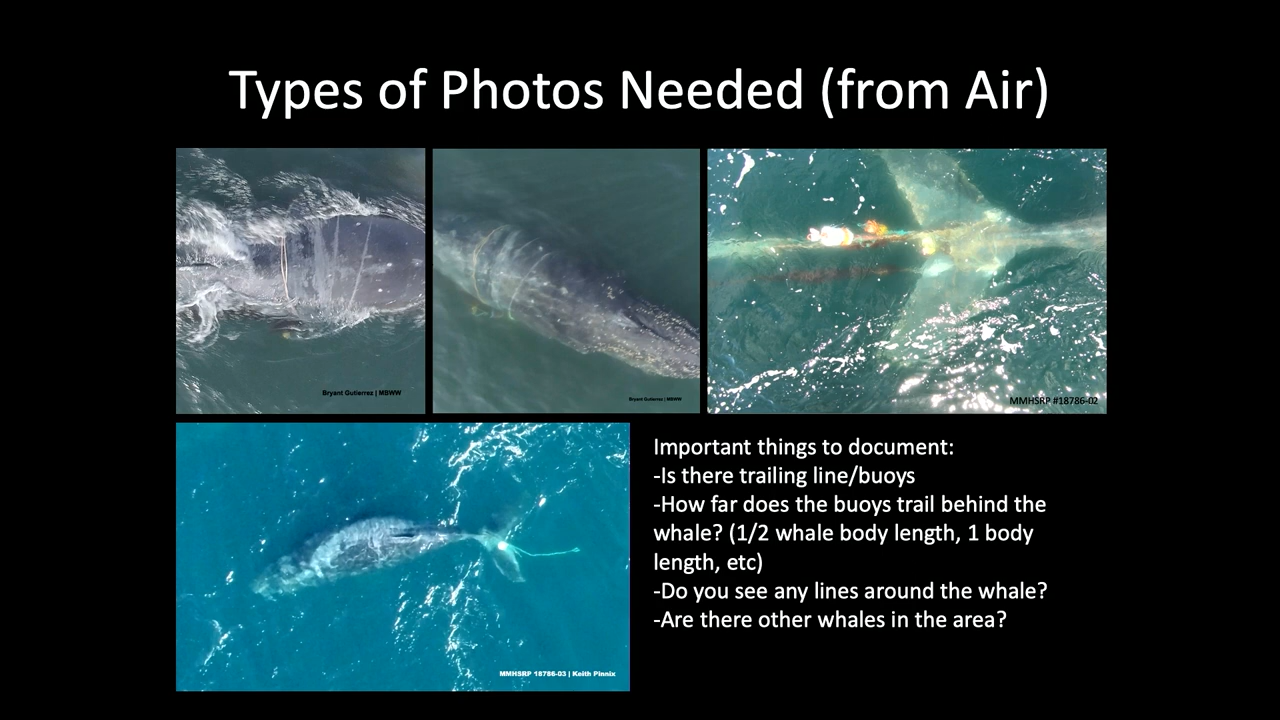 Types of Photos Needed (from Air)
Bryant Gutierrez | MBWW
Bryant Gutierrez | MBWW
MMHSRP #18786-02
MMHSRP 18786-03 | Keith Pinnix
Important things to document:
-Is there trailing line/buoys
-How far does the buoys trail behind the
whale? (1/2 whale body length, 1 body
length, etc)
-Do you see any lines around the whale?
-Are there other whales in the area?